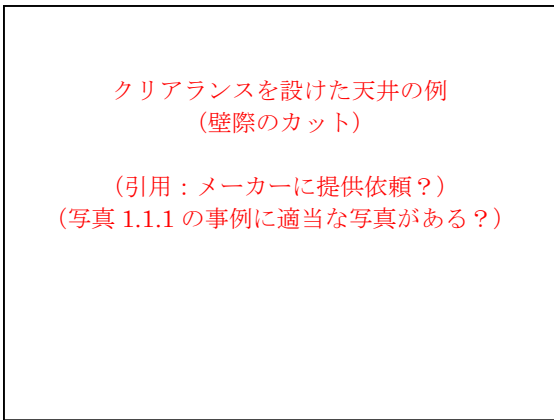 クリアランスを設けた天井の例
（壁際のカット）
（引用：メーカーに提供依頼？）
（写真 1.1.1 の事例に適当な写真がある？）